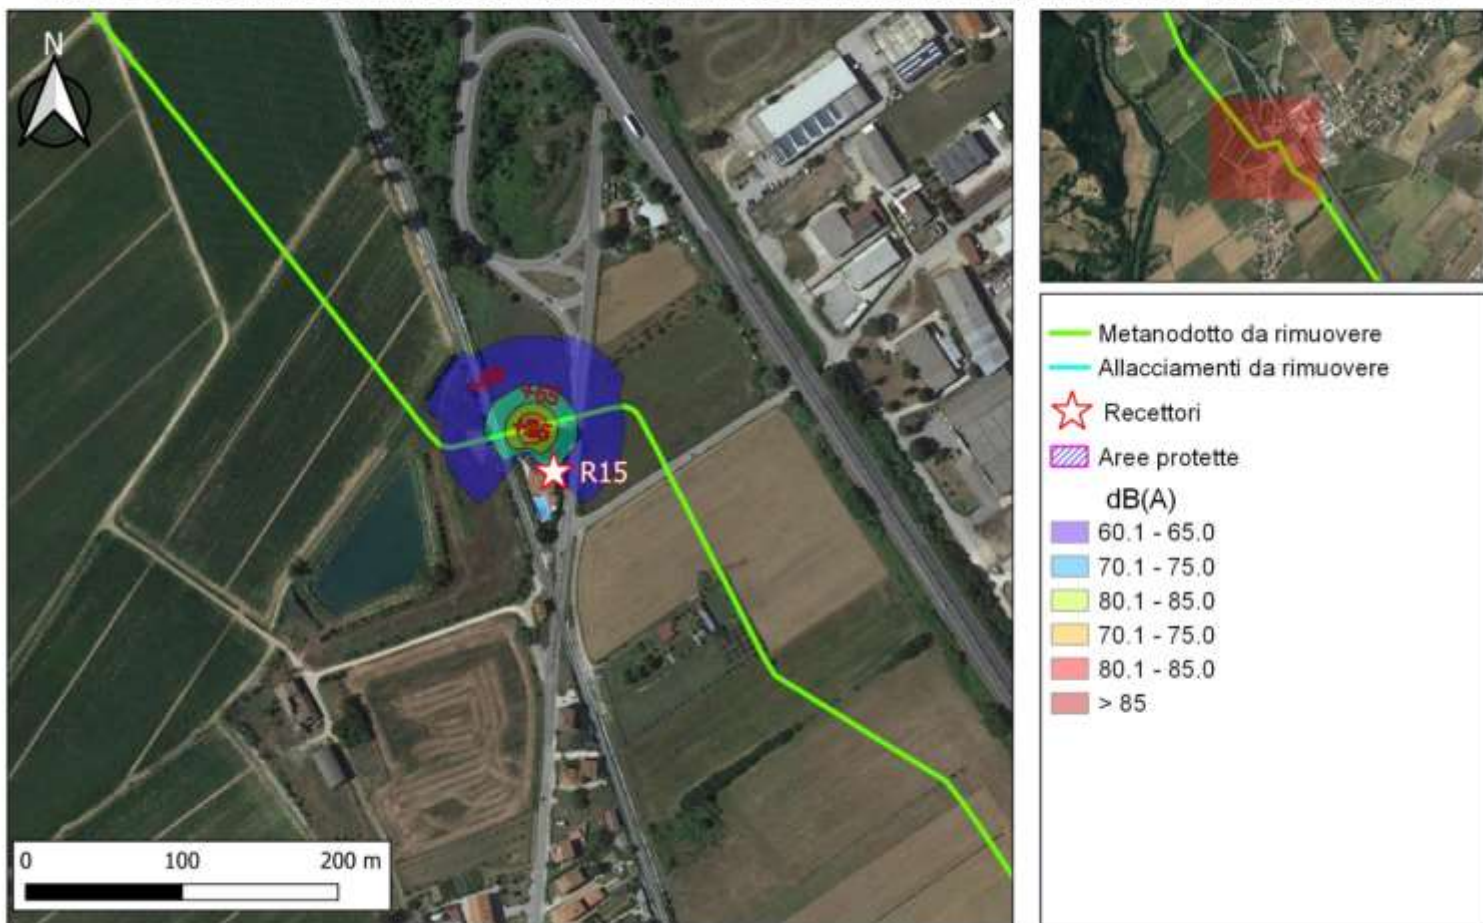 N
+65
R15
0 100 200 m
Metanodotto da rimuovere
Allacciamenti da rimuovere
Recettori
Aree protette
dB(A)
60.1 - 65.0
70.1 - 75.0
80.1 - 85.0
70.1 - 75.0
80.1 - 85.0
> 85